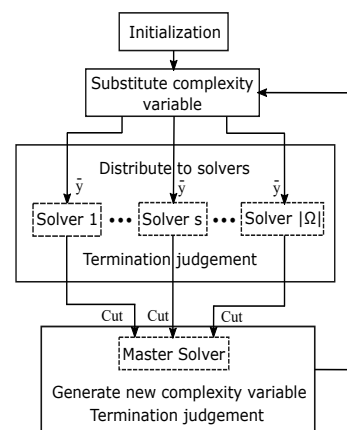 Initialization
Substitute complexity
variable
ȳ ȳ ȳ
Distribute to solvers
Solver 1 ••• Solver s ••• Solver |Ω|
Termination judgement
Cut Cut Cut
Master Solver
Generate new complexity variable
Termination judgement